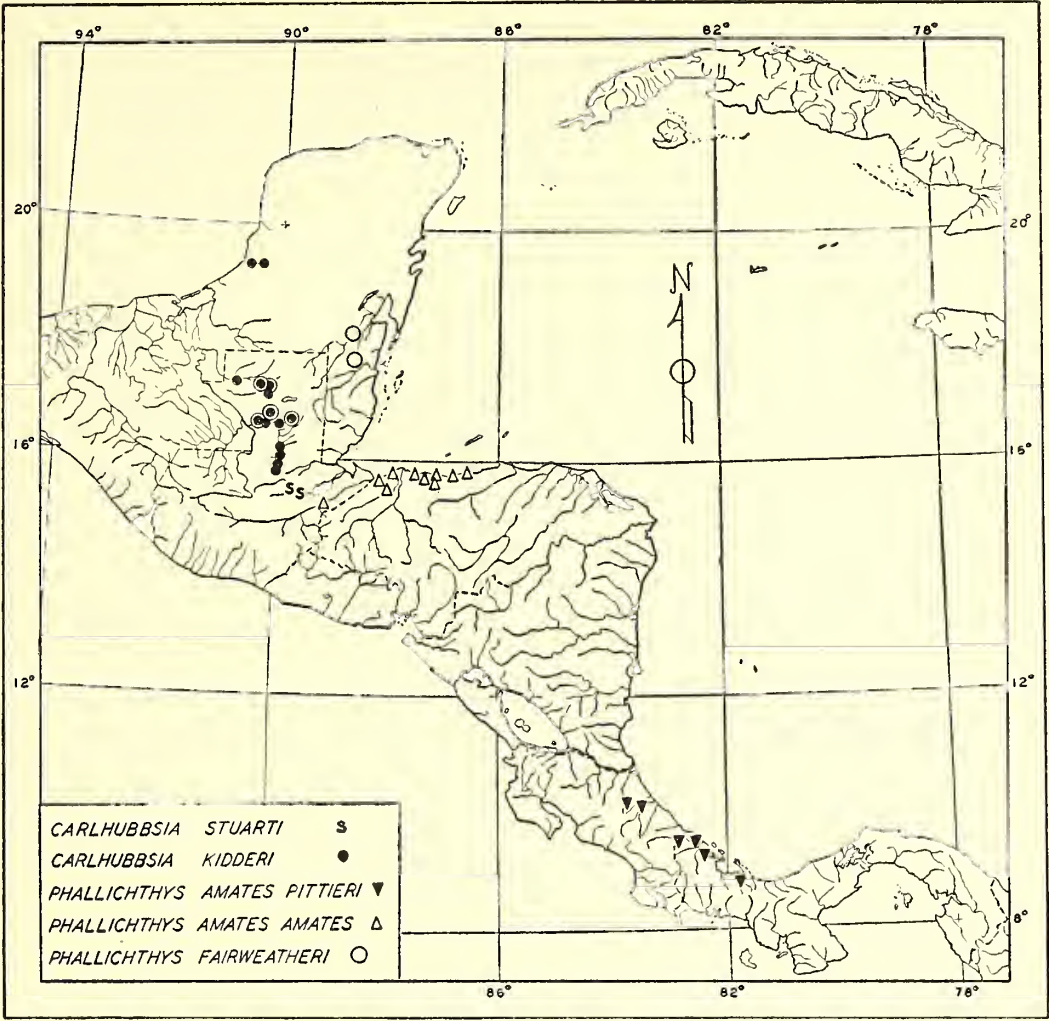 94° 90° 86° 82° 78°
20° 20°
N
16° 16°
S S
12° 12°
CARLHUBBSIA STUARTI S
CARLHUBBSIA KIDDERI
PHALLICHTHYS AMATES PITTIERI
PHALLICHTHYS AMATES AMATES
PHALLICHTHYS FAIRWEATHERI
8°
86° 82° 78°